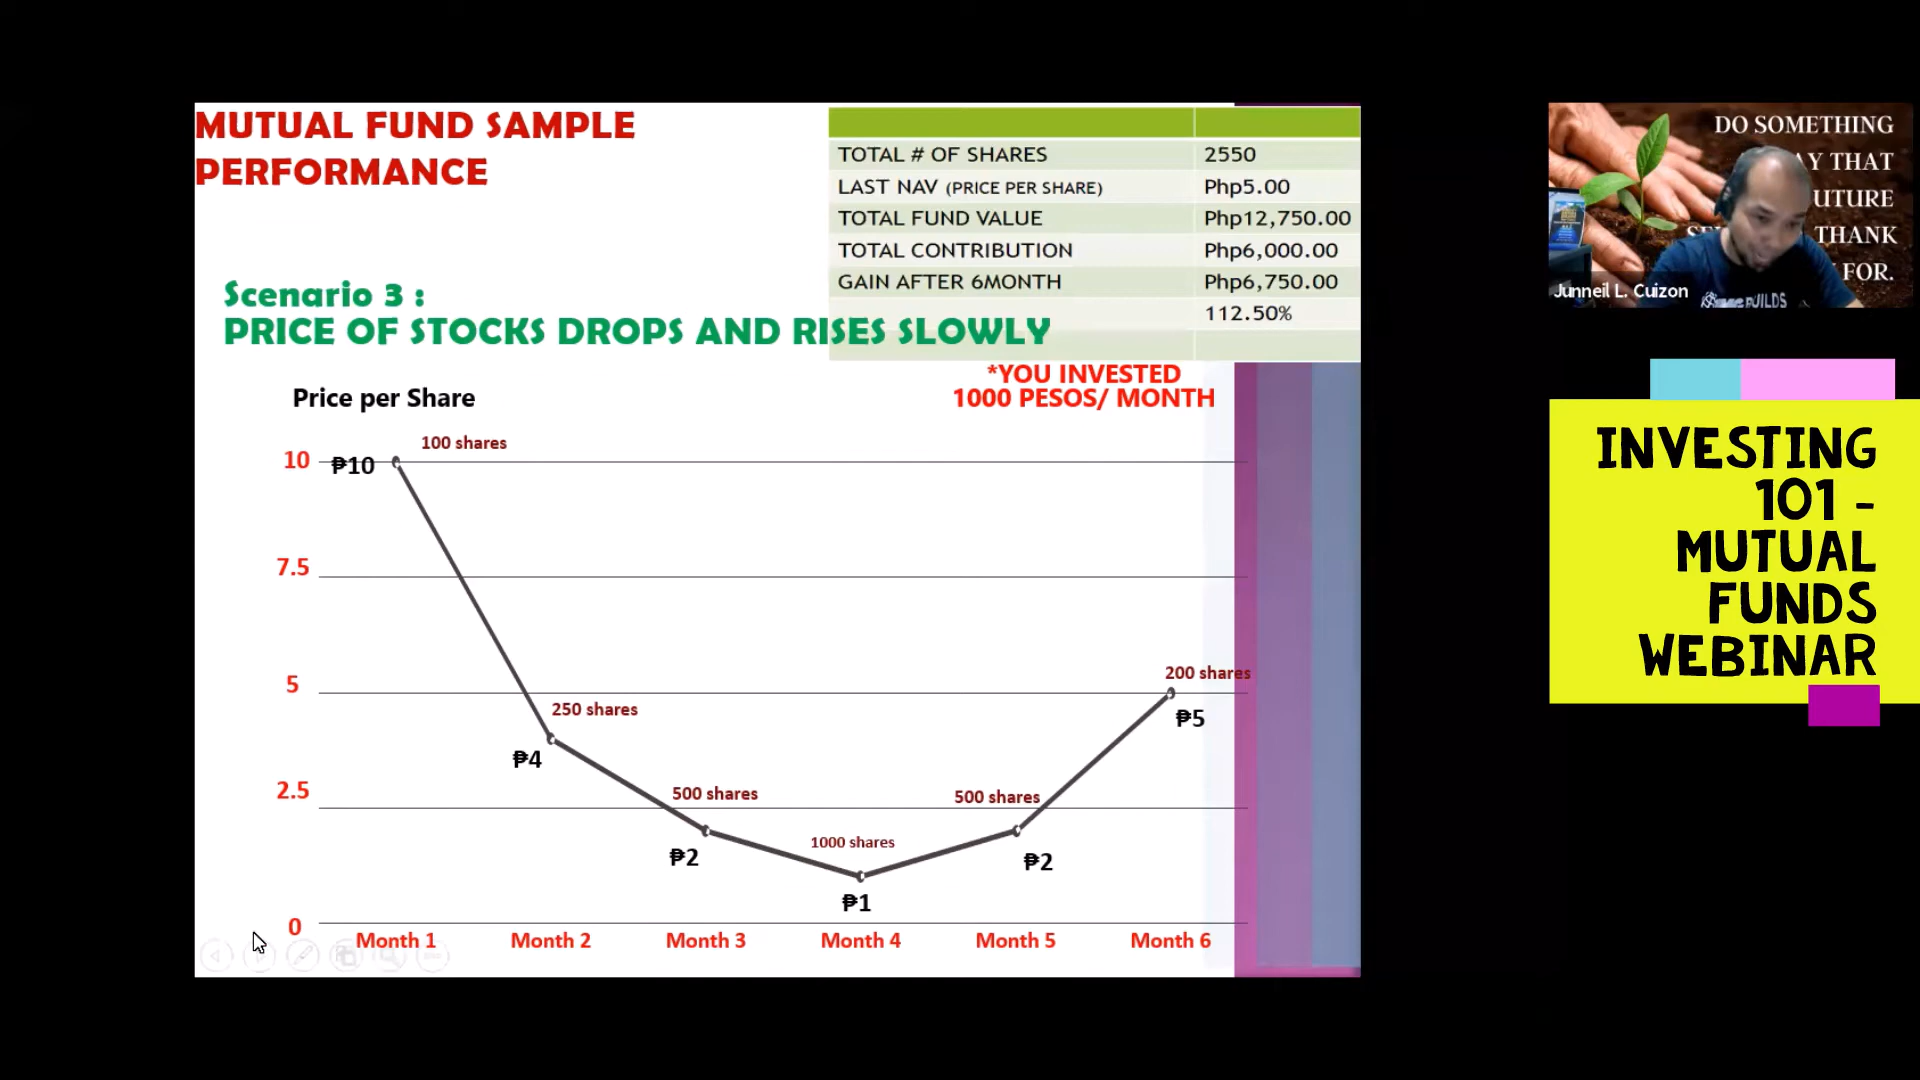 MUTUAL FUND SAMPLE
PERFORMANCE
TOTAL # OF SHARES 2550
LAST NAV (PRICE PER SHARE) Php5.00
TOTAL FUND VALUE Php12,750.00
TOTAL CONTRIBUTION Php6,000.00
GAIN AFTER 6MONTH Php6,750.00
112.50%
Scenario 3 :
PRICE OF STOCKS DROPS AND RISES SLOWLY
*YOU INVESTED
1000 PESOS/ MONTH
Price per Share
10
7.5
5
2.5
0
₱10
100 shares
₱4
250 shares
₱2
500 shares
₱1
1000 shares
₱2
500 shares
₱5
200 shares
Month 1 Month 2 Month 3 Month 4 Month 5 Month 6
DO SOMETHING
AY THAT
UTURE
THANK
FOR.
Junneil L. Cuizon
INVESTING
101 -
MUTUAL
FUNDS
WEBINAR